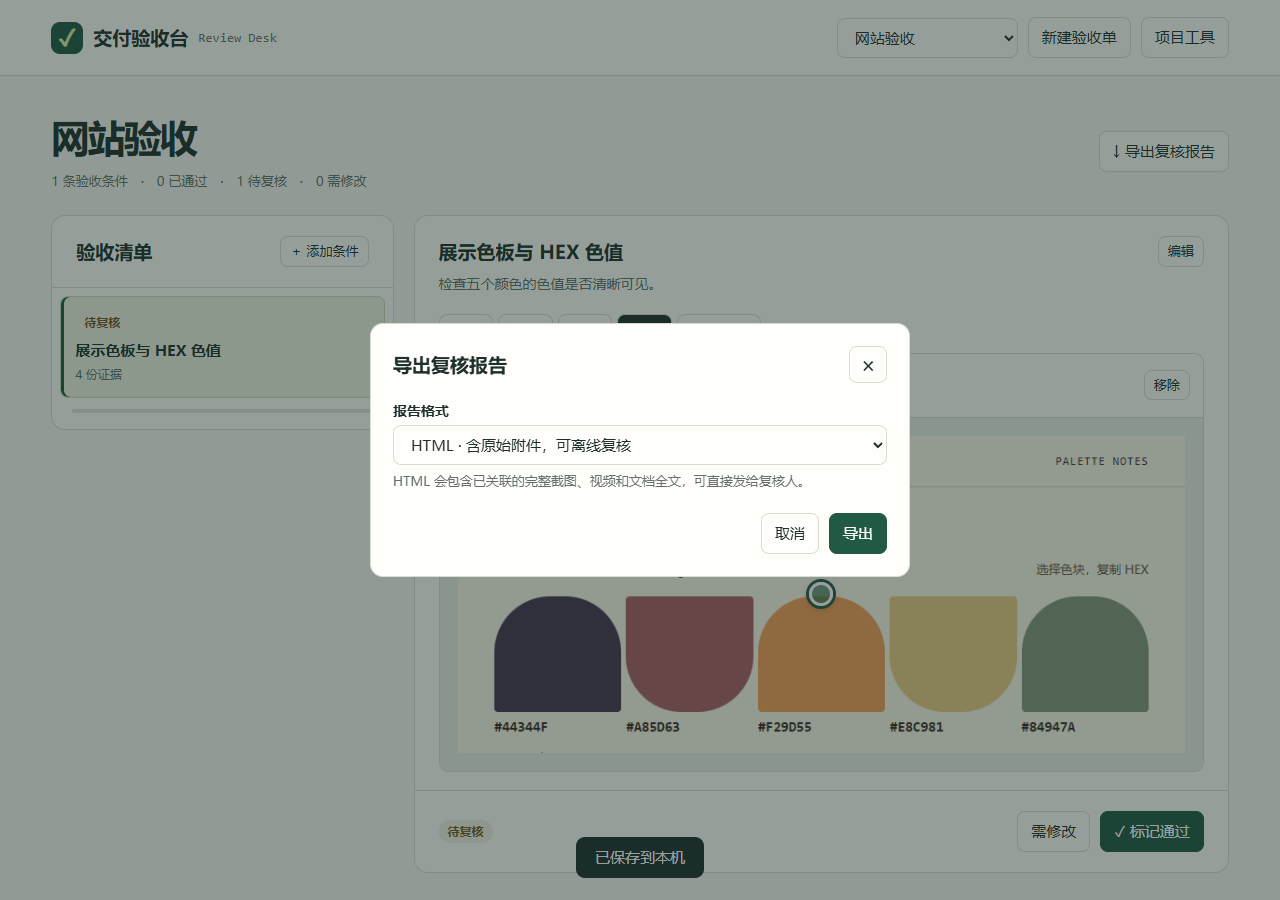 交付验收台 Review Desk
网站验收
新建验收单
项目工具
网站验收
1 条验收条件 · 0 已通过 · 1 待复核 · 0 需修改
↓ 导出复核报告
验收清单
+ 添加条件
待复核
展示色板与 HEX 色值
4 份证据
展示色板与 HEX 色值
编辑
检查五个颜色的色值是否清晰可见。
移除
导出复核报告
×
报告格式
HTML · 含原始附件，可离线复核
HTML 会包含已关联的完整截图、视频和文档全文，可直接发给复核人。
取消
导出
PALETTE NOTES
选择色块，复制 HEX
#44344F
#A85D63
#F29D55
#E8C981
#84947A
待复核
需修改
✓ 标记通过
已保存到本机